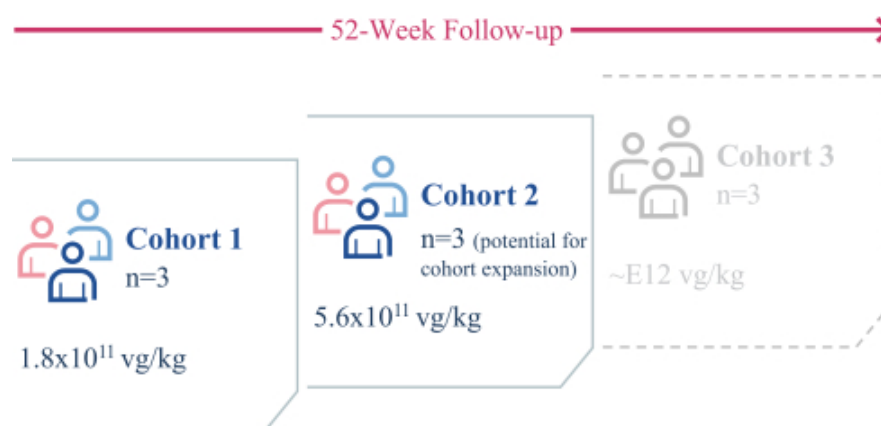 52-Week Follow-up
Cohort 1
n=3
1.8x10¹¹ vg/kg
Cohort 2
n=3 (potential for
cohort expansion)
5.6x10¹¹ vg/kg
Cohort 3
n=3
~E12 vg/kg